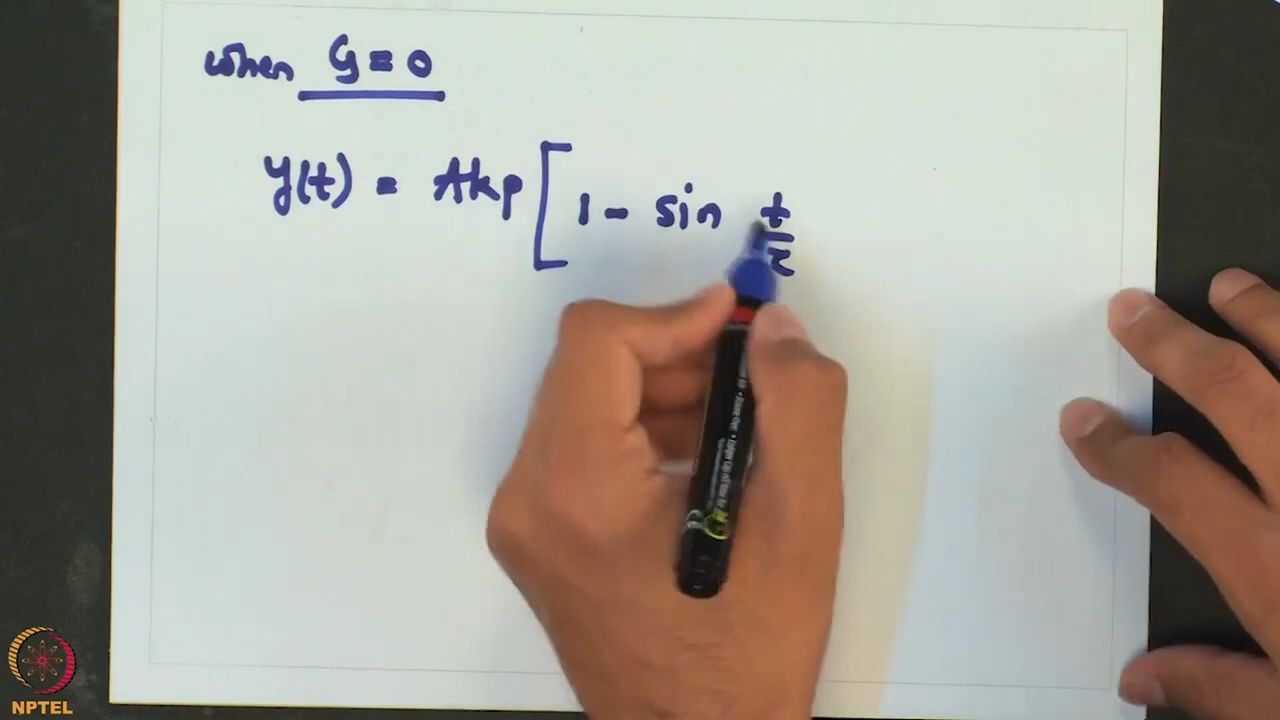 when G = 0
y(t) = Akp [ 1 - sin t/τ
NPTEL